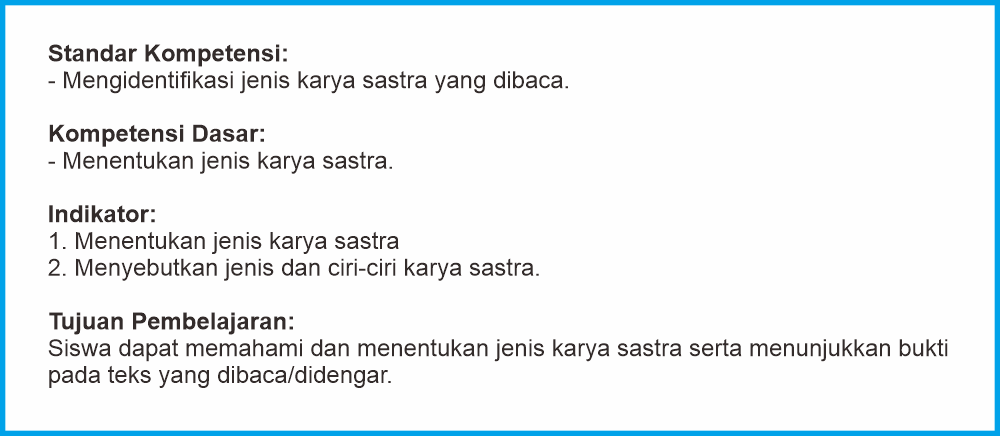 Standar Kompetensi:
- Mengidentifikasi jenis karya sastra yang dibaca.
Kompetensi Dasar:
- Menentukan jenis karya sastra.
Indikator:
1. Menentukan jenis karya sastra
2. Menyebutkan jenis dan ciri-ciri karya sastra.
Tujuan Pembelajaran:
Siswa dapat memahami dan menentukan jenis karya sastra serta menunjukkan bukti
pada teks yang dibaca/didengar.